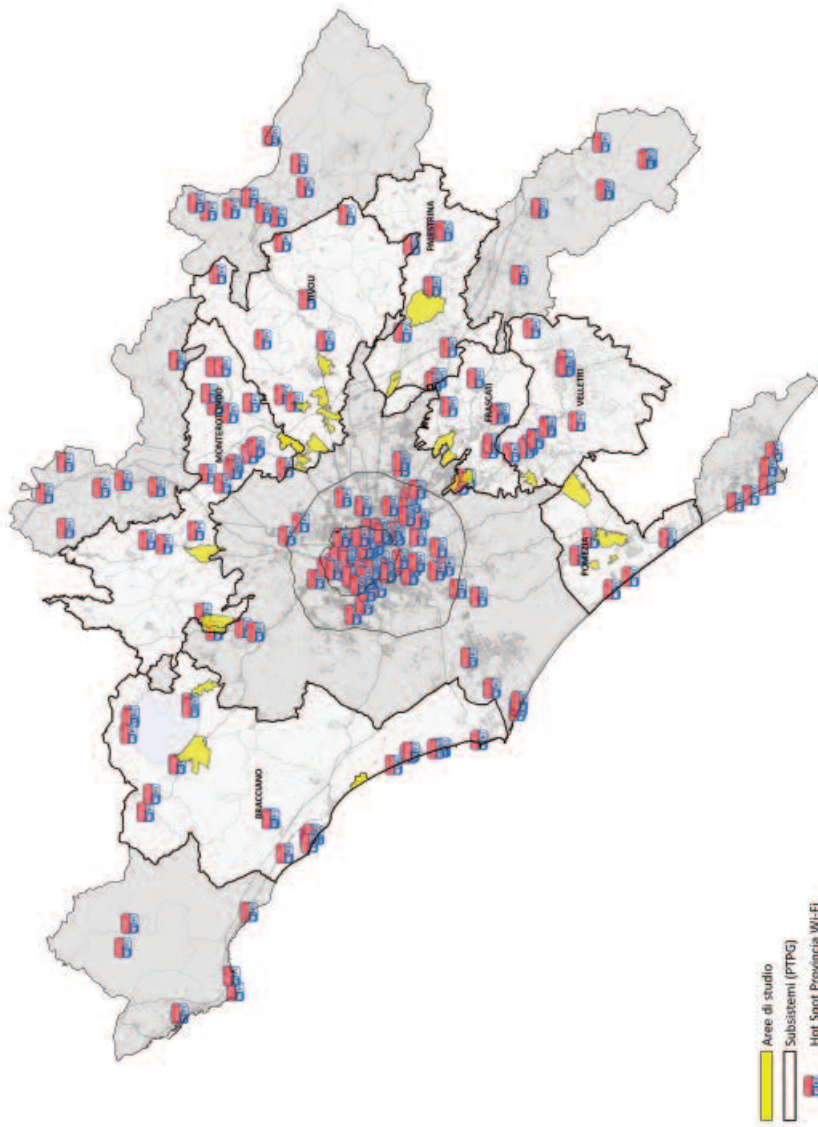 MONTEROTONDO
TIVOLI
PALESTRINA
FRASCATI
VELLETRI
POMEZIA
BRACCIANO
Aree di studio
Subsistemi (PTPG)
Hot Spot Provincia Wi-Fi